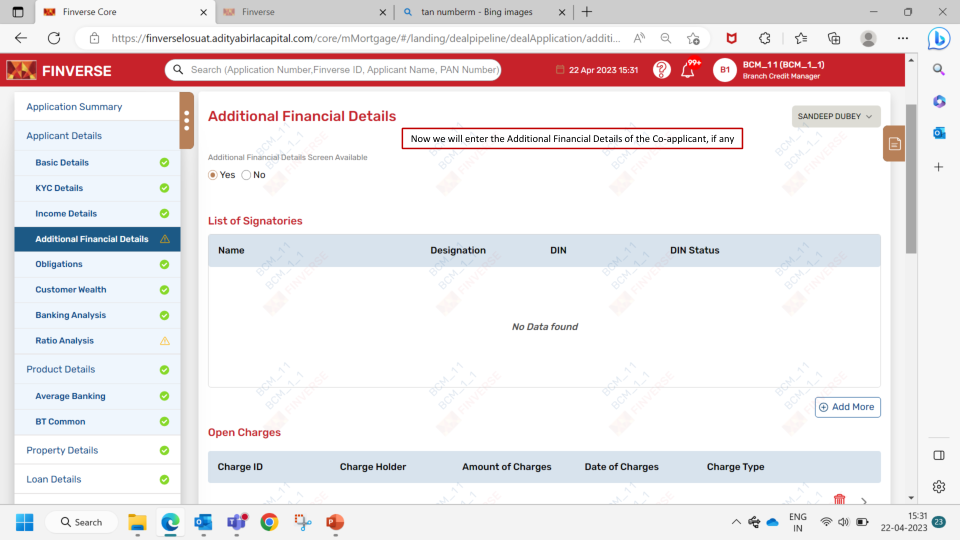 Finverse Core
Finverse
tan numberm - Bing images
https://finverselosuat.adityabirlacapital.com/core/mMortgage/#/landing/dealpipeline/dealApplication/additi...
FINVERSE
Search (Application Number,Finverse ID, Applicant Name, PAN Number)
22 Apr 2023 15:31
99+
B1
BCM_1 1 (BCM_1_1)
Branch Credit Manager
Application Summary
Applicant Details
Basic Details
KYC Details
Income Details
Additional Financial Details
Obligations
Customer Wealth
Banking Analysis
Ratio Analysis
Product Details
Average Banking
BT Common
Property Details
Loan Details
Additional Financial Details
SANDEEP DUBEY
Now we will enter the Additional Financial Details of the Co-applicant, if any
Additional Financial Details Screen Available
Yes No
List of Signatories
Name Designation DIN DIN Status
No Data found
Add More
Open Charges
Charge ID Charge Holder Amount of Charges Date of Charges Charge Type
BCM_1 1
BCM_1_1
FINVERSE
Search
ENG
IN
15:31
22-04-2023
23